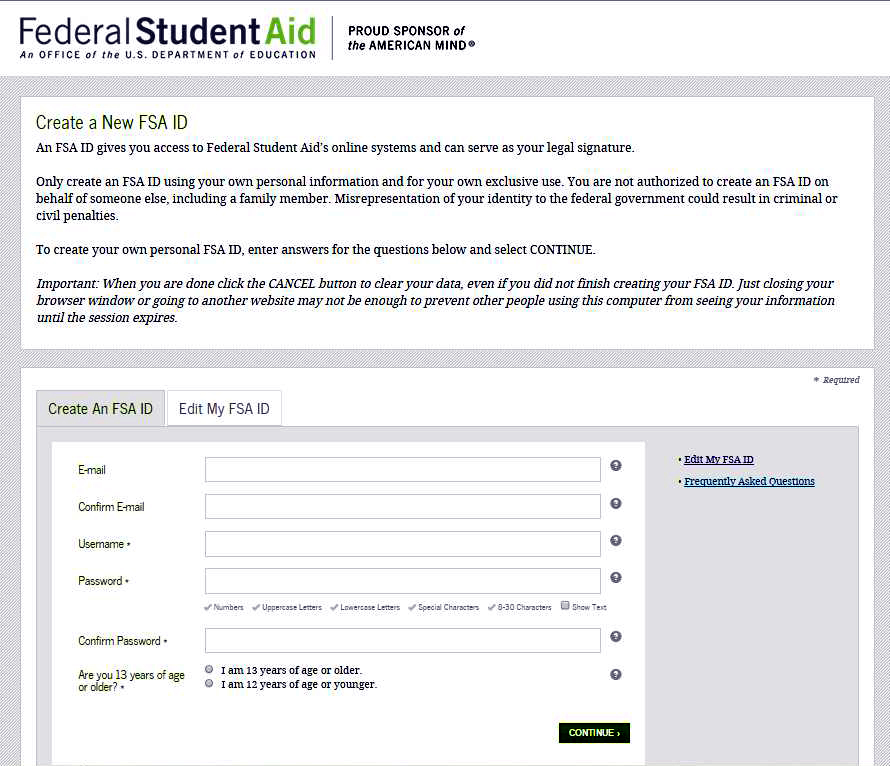 Federal Student Aid
An OFFICE of the U.S. DEPARTMENT of EDUCATION
PROUD SPONSOR of
the AMERICAN MIND®
Create a New FSA ID
An FSA ID gives you access to Federal Student Aid's online systems and can serve as your legal signature.
Only create an FSA ID using your own personal information and for your own exclusive use. You are not authorized to create an FSA ID on
behalf of someone else, including a family member. Misrepresentation of your identity to the federal government could result in criminal or
civil penalties.
To create your own personal FSA ID, enter answers for the questions below and select CONTINUE.
Important: When you are done click the CANCEL button to clear your data, even if you did not finish creating your FSA ID. Just closing your
browser window or going to another website may not be enough to prevent other people using this computer from seeing your information
until the session expires.
* Required
Create An FSA ID
Edit My FSA ID
E-mail
?
• Edit My FSA ID
• Frequently Asked Questions
Confirm E-mail
?
Username *
?
Password *
?
Numbers Uppercase Letters Lowercase Letters Special Characters 8-30 Characters Show Text
Confirm Password *
?
Are you 13 years of age
or older? *
I am 13 years of age or older.
I am 12 years of age or younger.
?
CONTINUE ›